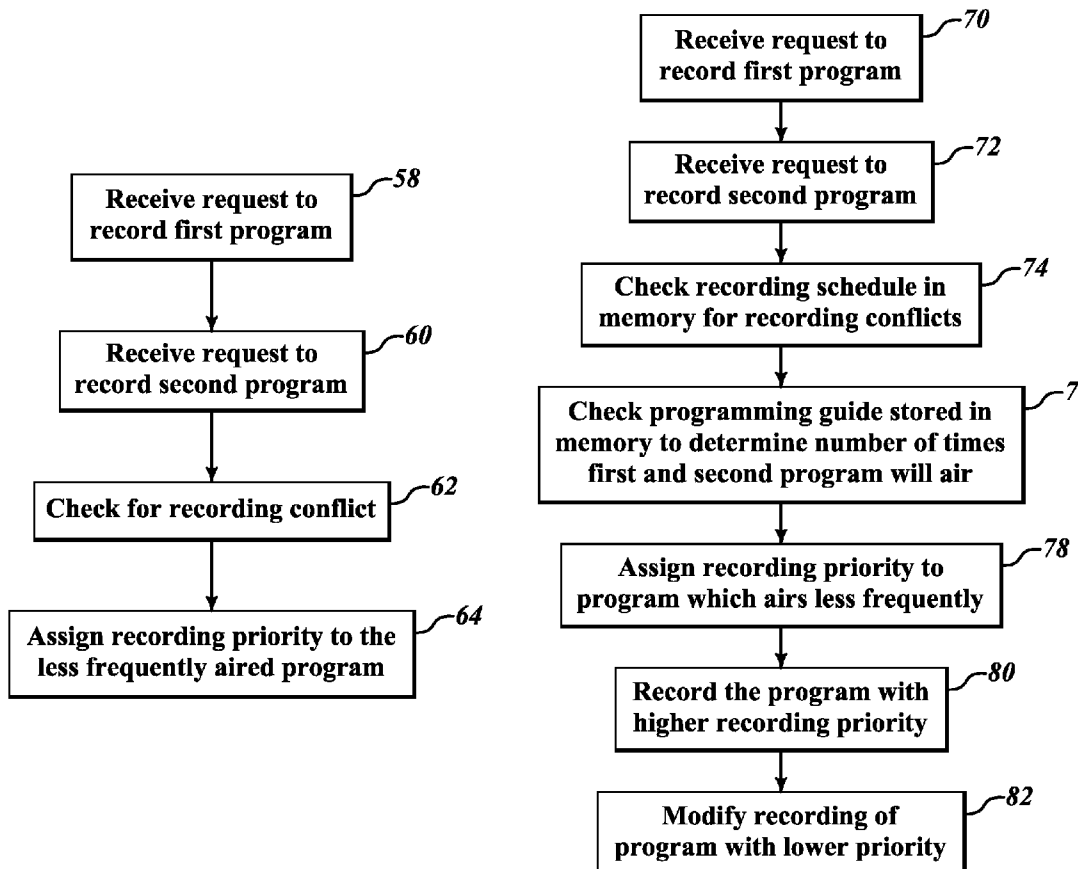 58
Receive request to
record first program
60
Receive request to
record second program
62
Check for recording conflict
64
Assign recording priority to the
less frequently aired program
70
Receive request to
record first program
72
Receive request to
record second program
74
Check recording schedule in
memory for recording conflicts
7
Check programming guide stored in
memory to determine number of times
first and second program will air
78
Assign recording priority to
program which airs less frequently
80
Record the program with
higher recording priority
82
Modify recording of
program with lower priority